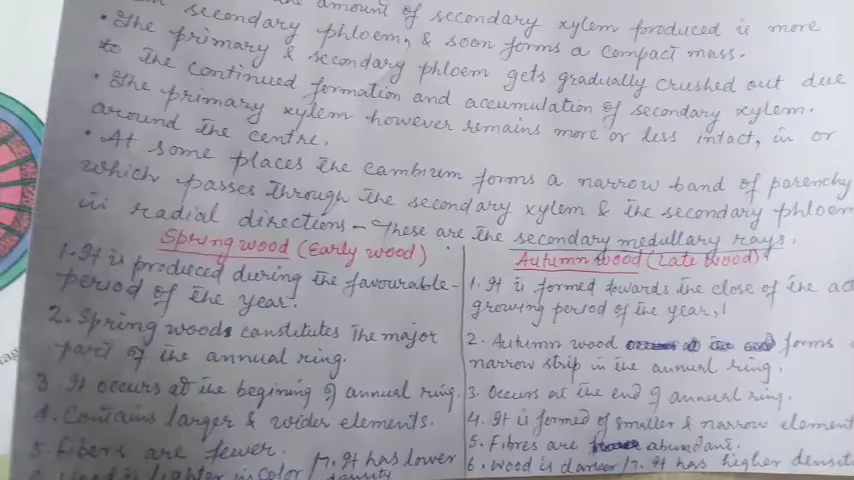 the amount of secondary xylem produced is more
secondary phloem, & soon forms a compact mass.
• The primary & secondary phloem gets gradually crushed out due
to the continued formation and accumulation of secondary xylem.
• The primary xylem however remains more or less intact, in or
around the centre.
• At some places the cambium forms a narrow band of parenchy
which passes through the secondary xylem & the secondary phloem
in radial directions – These are the secondary medullary rays.
Spring wood (Early wood)
1. It is produced during the favourable
period of the year.
2. Spring woods constitutes the major
part of the annual ring.
3. It occurs at the begining of annual ring.
4. Contains larger & wider elements.
5. Fibers are fewer.
6. Wood is lighter in color / 7. It has lower
density
Autumn wood (Late wood)
1. It is formed towards the close of the ac
growing period of the year.
2. Autumn wood forms
narrow strip in the annual ring.
3. Occurs at the end of annual ring.
4. It is formed of smaller & narrow element
5. Fibres are abundant.
6. Wood is darker / 7. It has higher densit